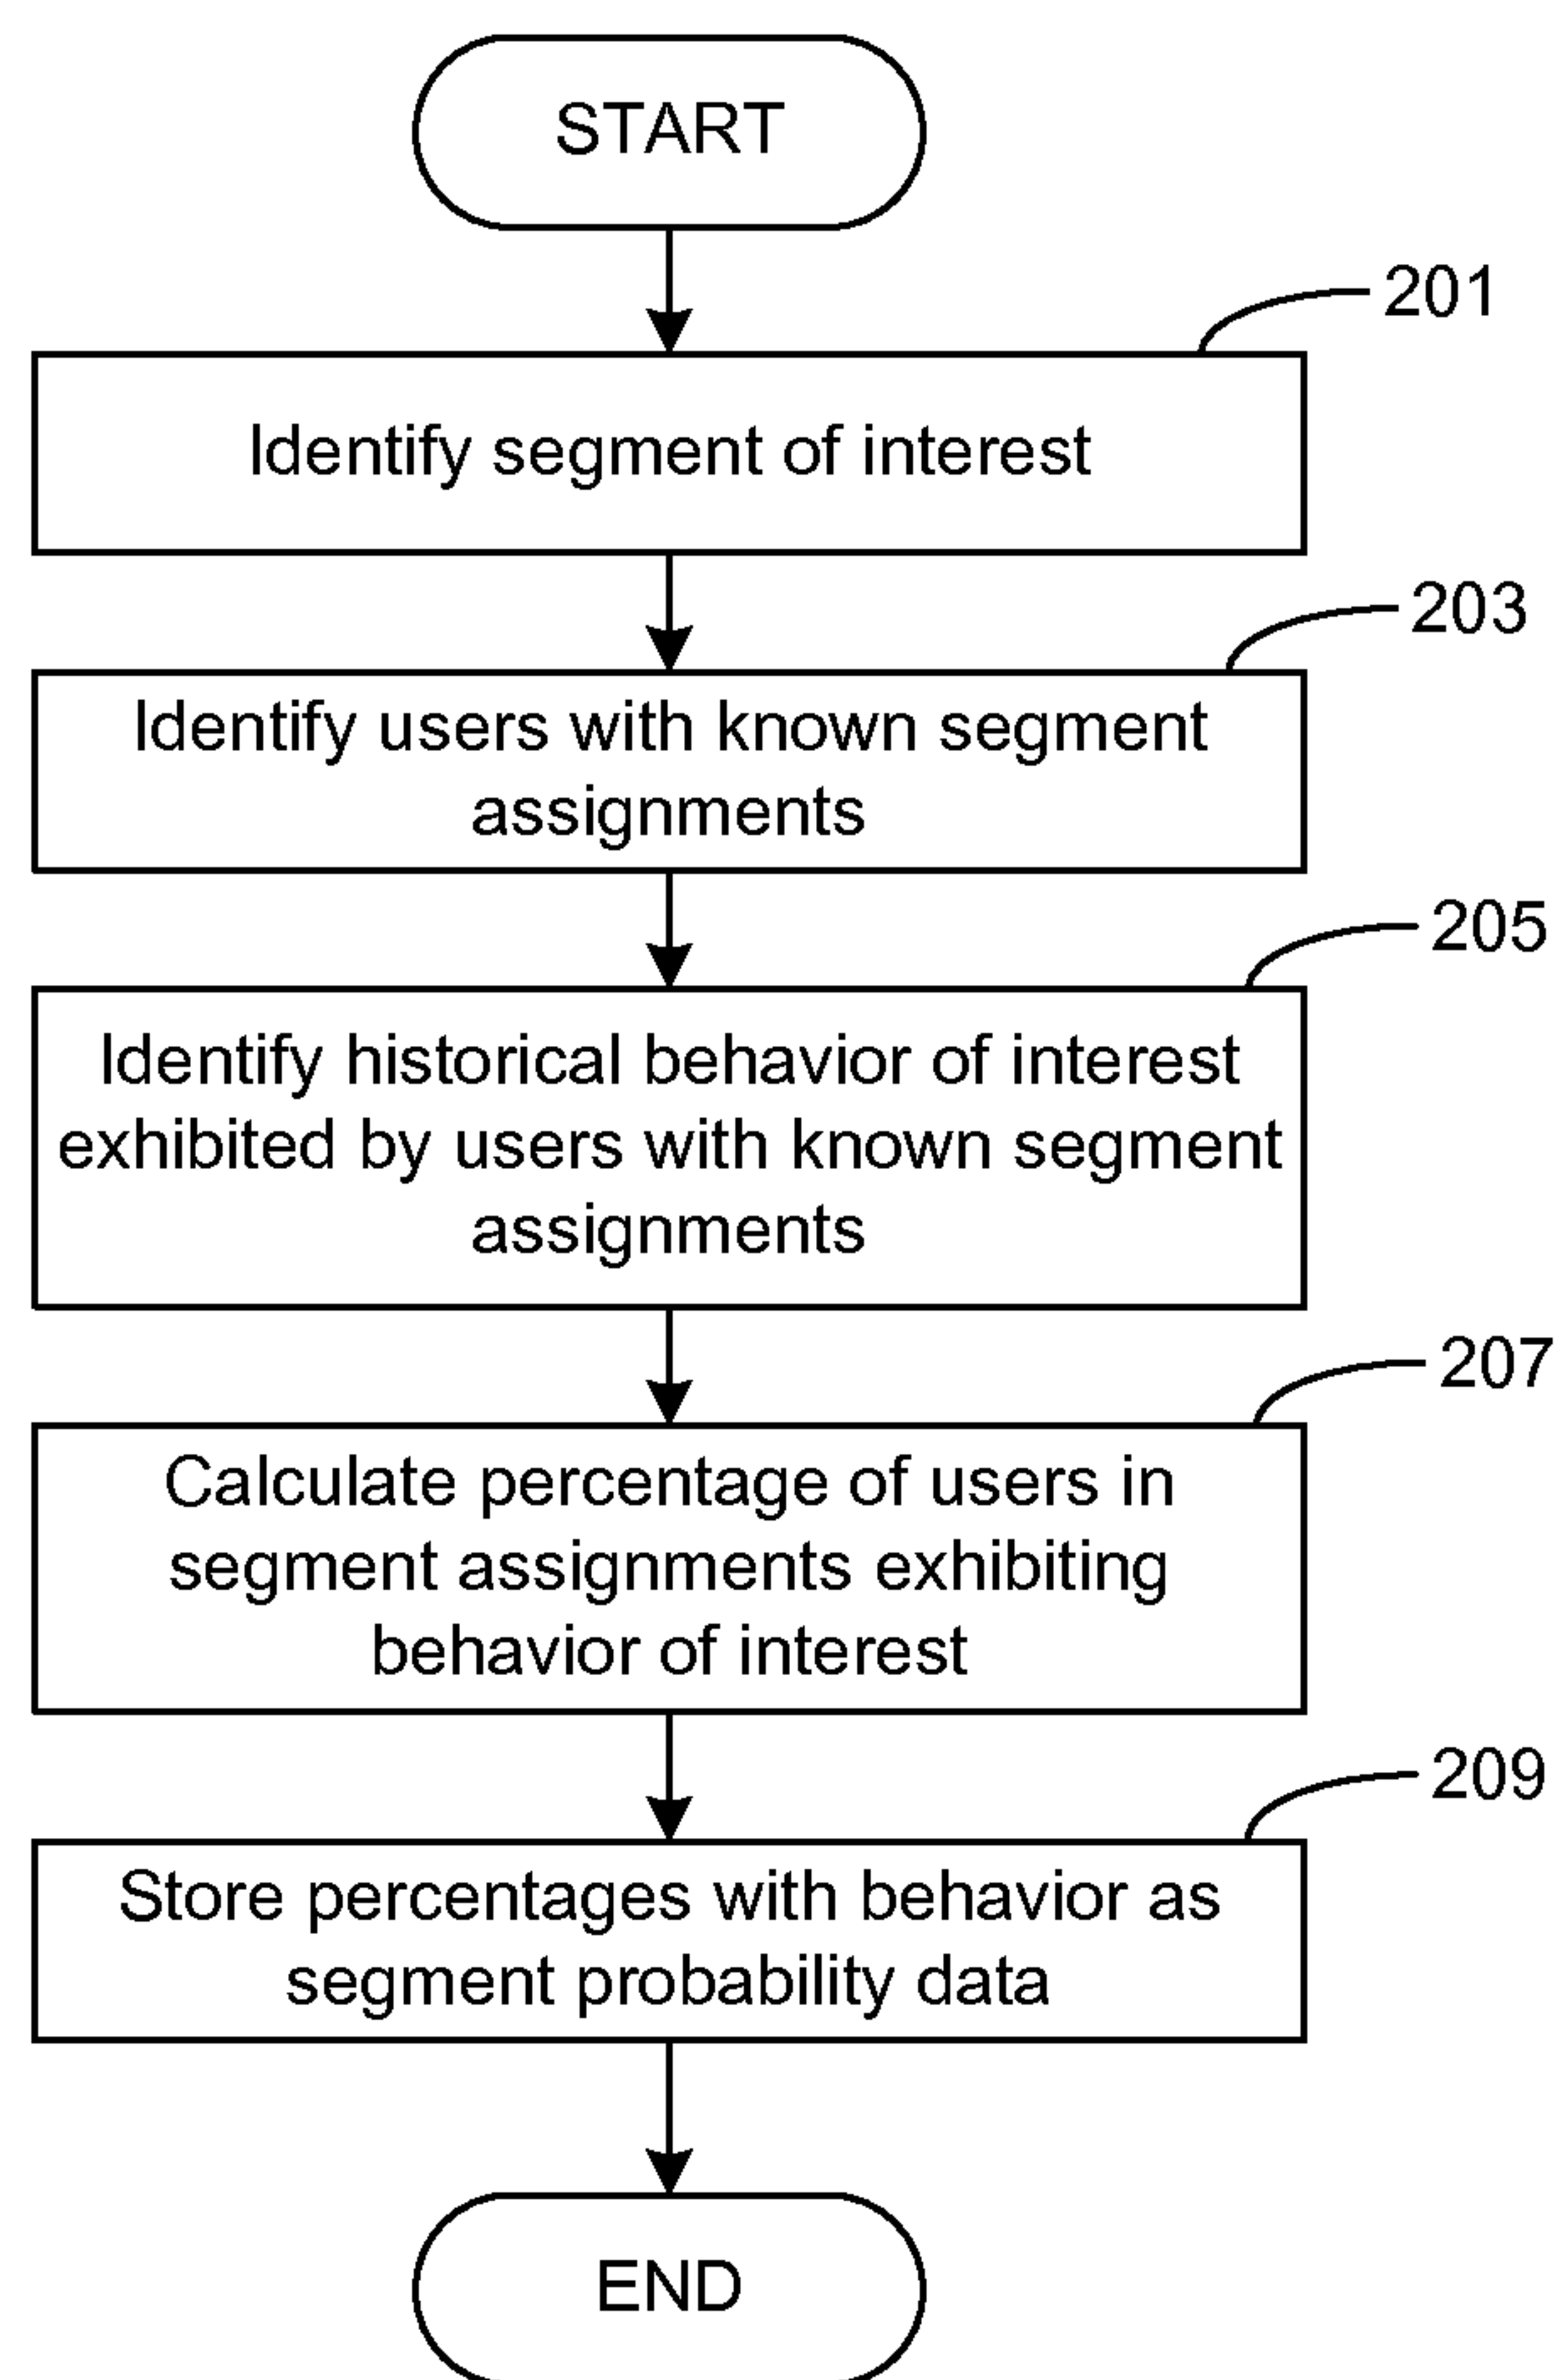 START
201
Identify segment of interest
203
Identify users with known segment
assignments
205
Identify historical behavior of interest
exhibited by users with known segment
assignments
207
Calculate percentage of users in
segment assignments exhibiting
behavior of interest
209
Store percentages with behavior as
segment probability data
END